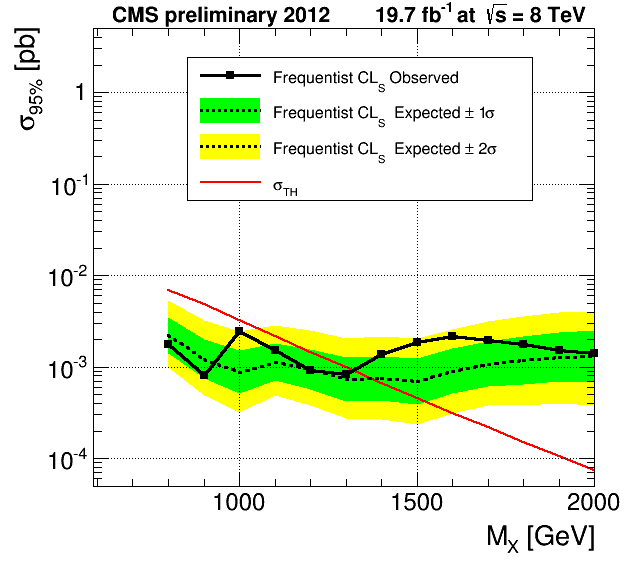 CMS preliminary 2012 19.7 fb⁻¹ at √s = 8 TeV
σ95% [pb]
Frequentist CLS Observed
Frequentist CLS Expected ± 1σ
Frequentist CLS Expected ± 2σ
σTH
1
10⁻¹
10⁻²
10⁻³
10⁻⁴
1000 1500 2000
MX [GeV]